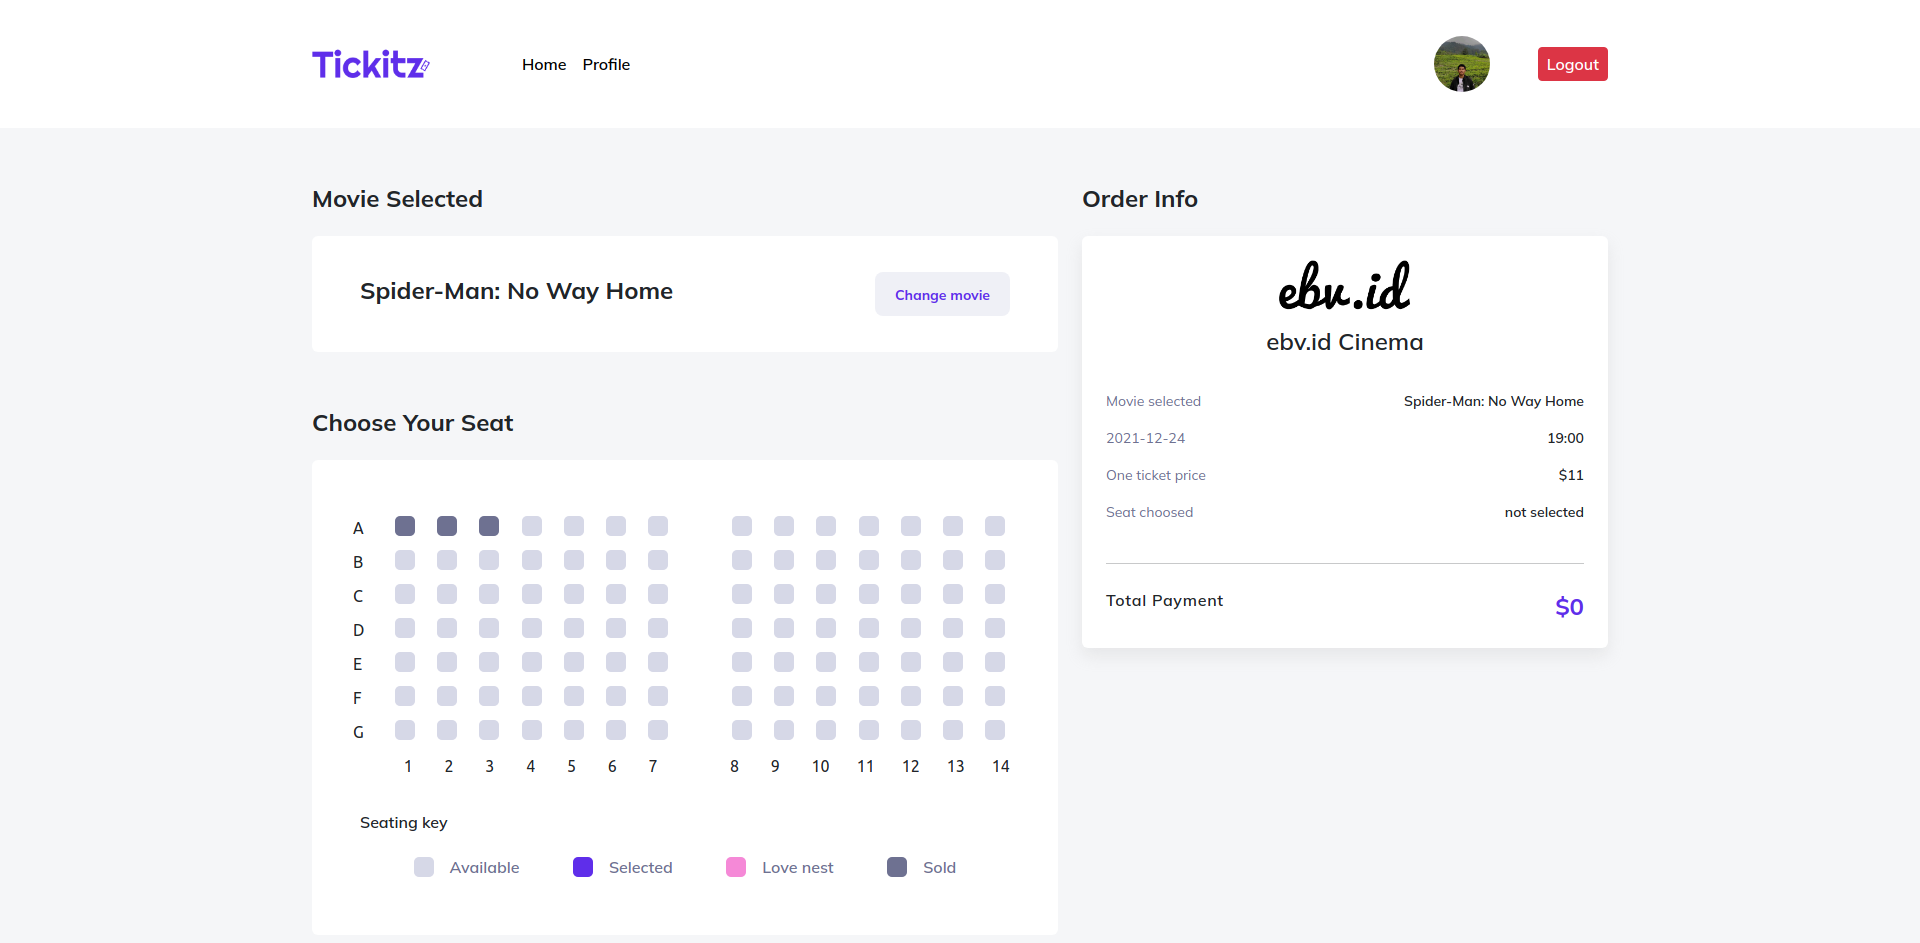 Tickitz
Home Profile
Logout
Movie Selected
Spider-Man: No Way Home
Change movie
Choose Your Seat
A
B
C
D
E
F
G
1 2 3 4 5 6 7 8 9 10 11 12 13 14
Seating key
Available Selected Love nest Sold
Order Info
ebv.id
ebv.id Cinema
Movie selected Spider-Man: No Way Home
2021-12-24 19:00
One ticket price $11
Seat choosed not selected
Total Payment $0